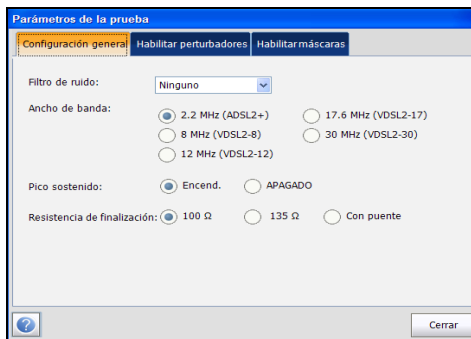 Parámetros de la prueba
Configuración general Habilitar perturbadores Habilitar máscaras
Filtro de ruido: Ninguno
Ancho de banda: 2.2 MHz (ADSL2+) 17.6 MHz (VDSL2-17)
8 MHz (VDSL2-8) 30 MHz (VDSL2-30)
12 MHz (VDSL2-12)
Pico sostenido: Encend. APAGADO
Resistencia de finalización: 100 Ω 135 Ω Con puente
? Cerrar